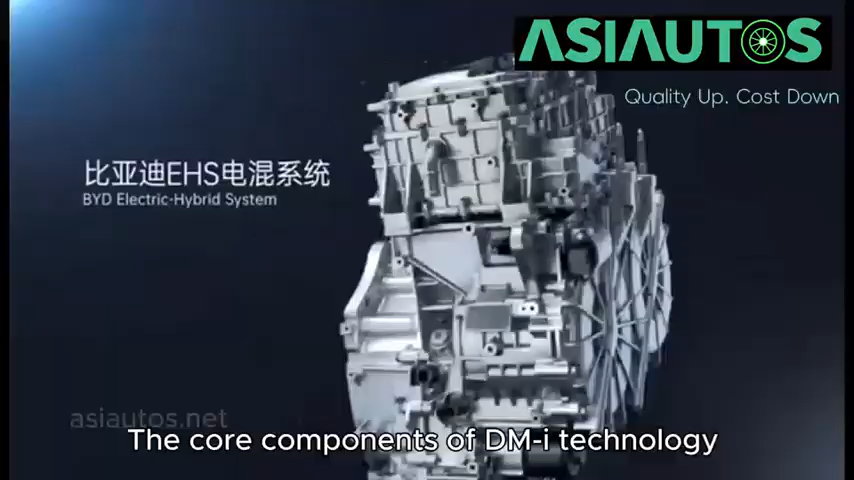 ASIAUTOS
Quality Up. Cost Down
比亚迪EHS电混系统
BYD Electric-Hybrid System
asiautos.net
The core components of DM-i technology